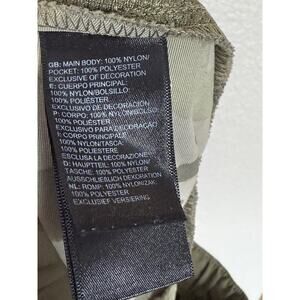 GB: MAIN BODY: 100% NYLON/
POCKET: 100% POLYESTER
EXCLUSIVE OF DECORATION
E: CUERPO PRINCIPAL:
100% NYLON/BOLSILLO:
100% POLIÉSTER
EXCLUSIVO DE DECORACIÓN
P: CORPO: 100% NYLON/BOLSO:
100% POLIÉSTER
EXCLUSIVO PARA DECORAÇÃO
I: CORPO PRINCIPALE:
100% NYLON/TASCA:
100% POLIESTERE
ESCLUSA LA DECORAZIONE
D: HAUPTTEIL: 100% NYLON/
TASCHE: 100% POLYESTER
AUSSCHLIESSLICH DEKORATION
NL: ROMP: 100% NYLON/ZAK:
100% POLYESTER
EXCLUSIEF VERSIERING